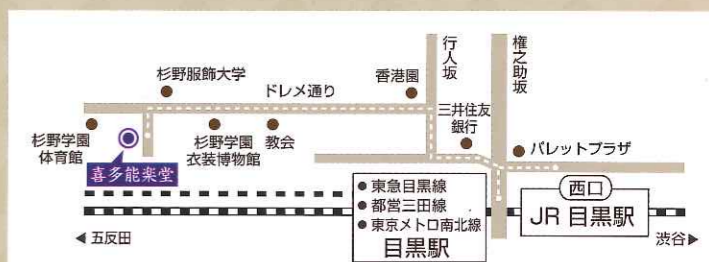 杉野服飾大学
ドレメ通り
香港園
行人坂
権之助坂
三井住友
銀行
パレットプラザ
杉野学園
体育館
喜多能楽堂
杉野学園
衣装博物館
教会
● 東急目黒線
● 都営三田線
● 東京メトロ南北線
目黒駅
西口
JR 目黒駅
◀ 五反田
渋谷▶